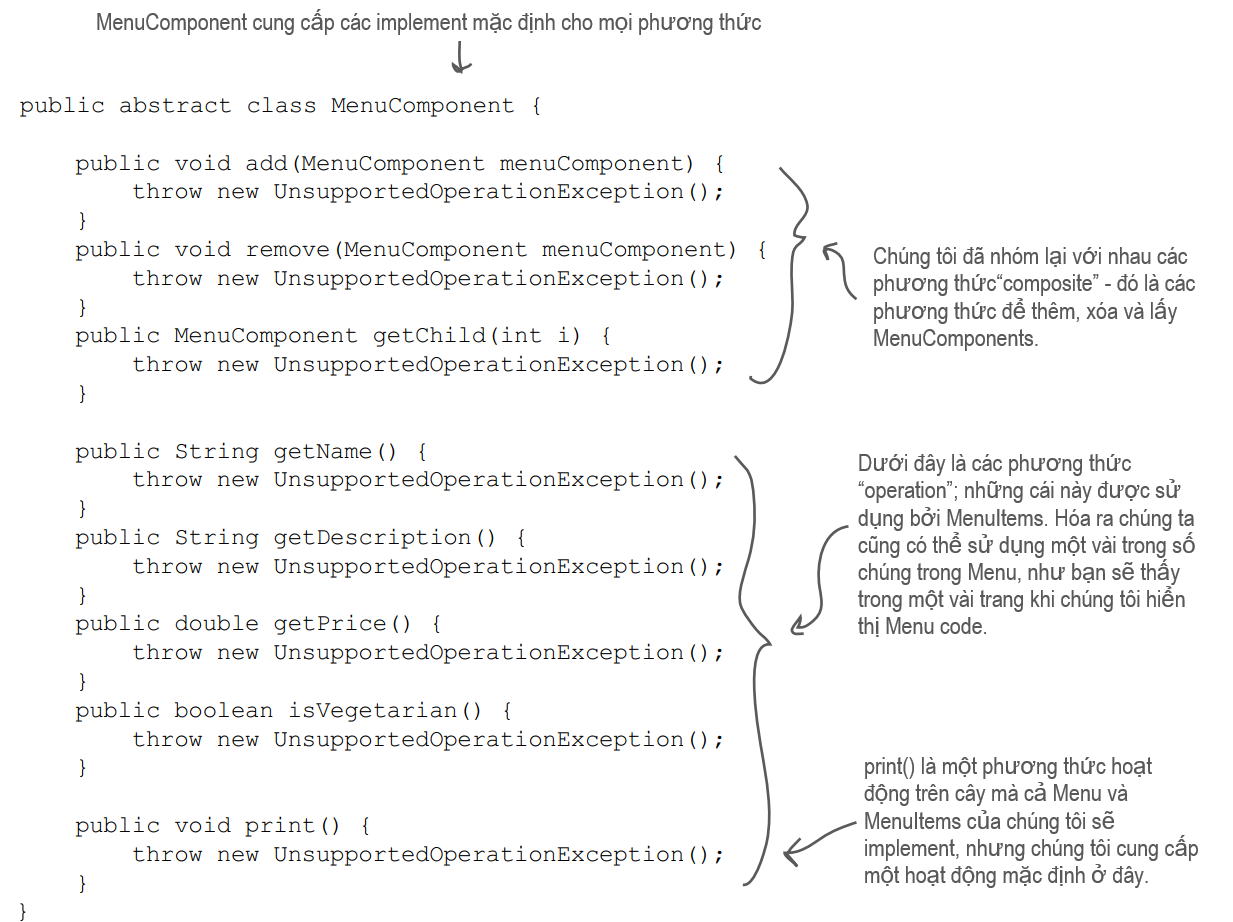 MenuComponent cung cấp các implement mặc định cho mọi phương thức
public abstract class MenuComponent {
public void add(MenuComponent menuComponent) {
throw new UnsupportedOperationException();
}
public void remove(MenuComponent menuComponent) {
throw new UnsupportedOperationException();
}
public MenuComponent getChild(int i) {
throw new UnsupportedOperationException();
}
Chúng tôi đã nhóm lại với nhau các
phương thức“composite” - đó là các
phương thức để thêm, xóa và lấy
MenuComponents.
public String getName() {
throw new UnsupportedOperationException();
}
public String getDescription() {
throw new UnsupportedOperationException();
}
public double getPrice() {
throw new UnsupportedOperationException();
}
public boolean isVegetarian() {
throw new UnsupportedOperationException();
}
Dưới đây là các phương thức
“operation”; những cái này được sử
dụng bởi MenuItems. Hóa ra chúng ta
cũng có thể sử dụng một vài trong số
chúng trong Menu, như bạn sẽ thấy
trong một vài trang khi chúng tôi hiển
thị Menu code.
public void print() {
throw new UnsupportedOperationException();
}
}
print() là một phương thức hoạt
động trên cây mà cả Menu và
MenuItems của chúng tôi sẽ
implement, nhưng chúng tôi cung cấp
một hoạt động mặc định ở đây.